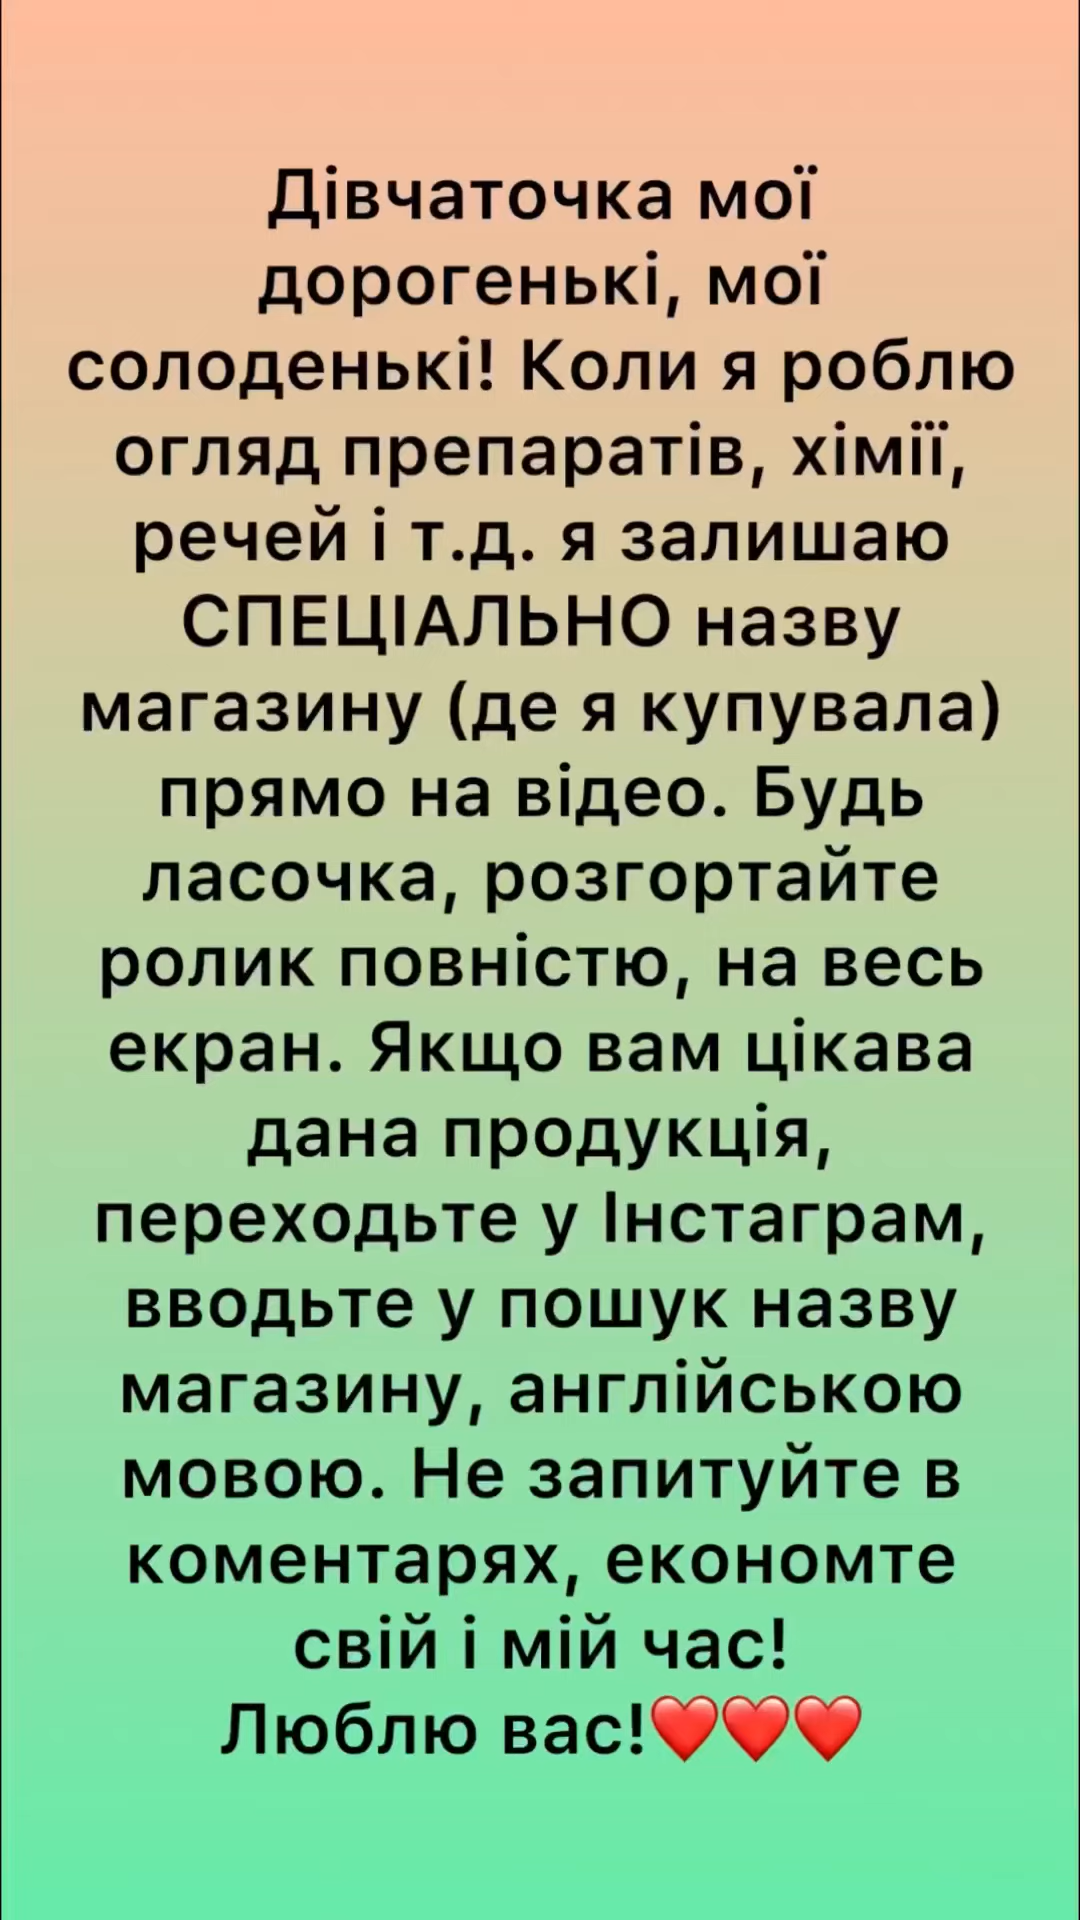 Дівчаточка мої
дорогенькі, мої
солоденькі! Коли я роблю
огляд препаратів, хімії,
речей і т.д. я залишаю
СПЕЦІАЛЬНО назву
магазину (де я купувала)
прямо на відео. Будь
ласочка, розгортайте
ролик повністю, на весь
екран. Якщо вам цікава
дана продукція,
переходьте у Інстаграм,
вводьте у пошук назву
магазину, англійською
мовою. Не запитуйте в
коментарях, економте
свій і мій час!
Люблю вас!❤️❤️❤️